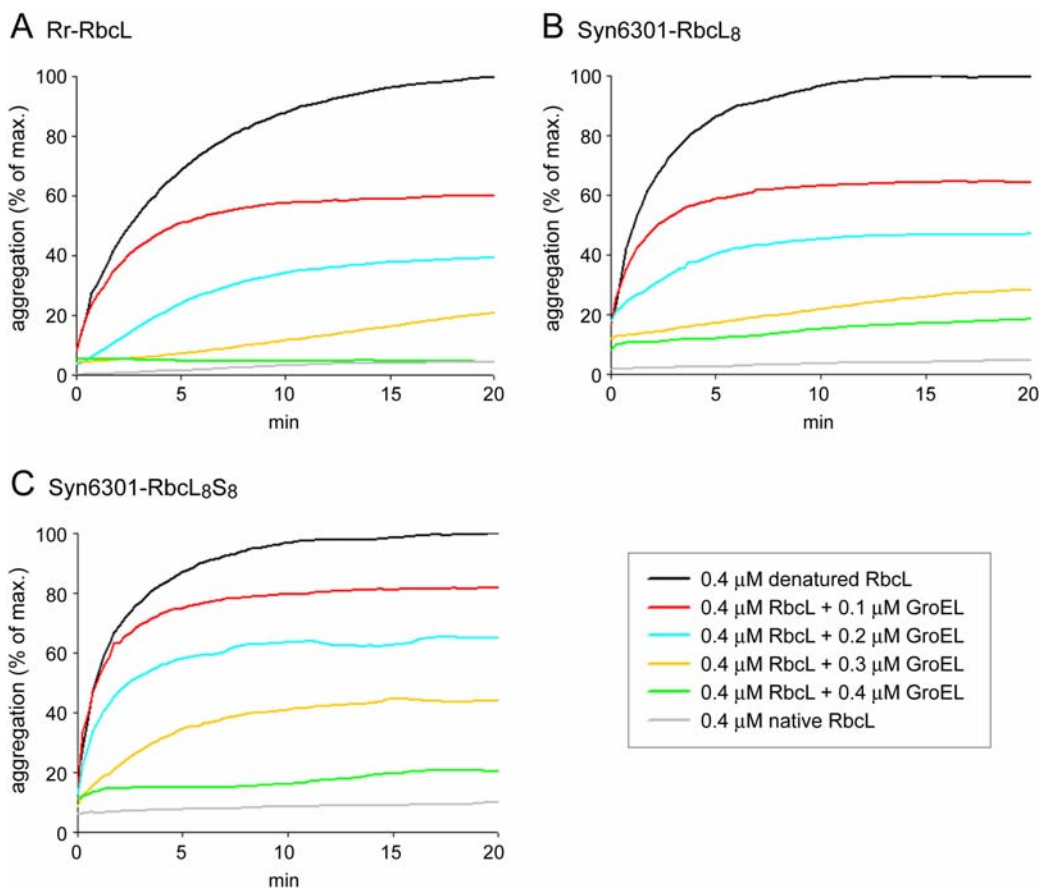 A Rr-RbcL
aggregation (% of max.)
100
80
60
40
20
0
0 5 10 15 20
min
B Syn6301-RbcL₈
aggregation (% of max.)
100
80
60
40
20
0
0 5 10 15 20
min
C Syn6301-RbcL₈S₈
aggregation (% of max.)
100
80
60
40
20
0
0 5 10 15 20
min
0.4 µM denatured RbcL
0.4 µM RbcL + 0.1 µM GroEL
0.4 µM RbcL + 0.2 µM GroEL
0.4 µM RbcL + 0.3 µM GroEL
0.4 µM RbcL + 0.4 µM GroEL
0.4 µM native RbcL